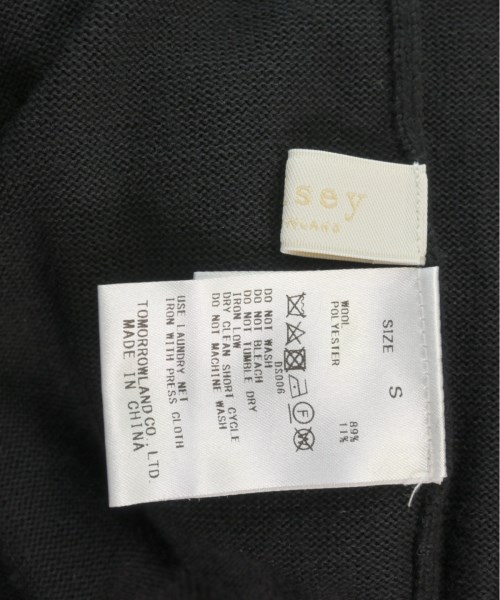 sey
SIZE S
WOOL 89%
POLYESTER 11%
BS006
DO NOT WASH
DO NOT BLEACH
DO NOT TUMBLE DRY
IRON LOW
DRY CLEAN SHORT CYCLE
DO NOT MACHINE WASH
USE LAUNDRY NET
IRON WITH PRESS CLOTH
TOMORROWLAND CO., LTD.
MADE IN CHINA